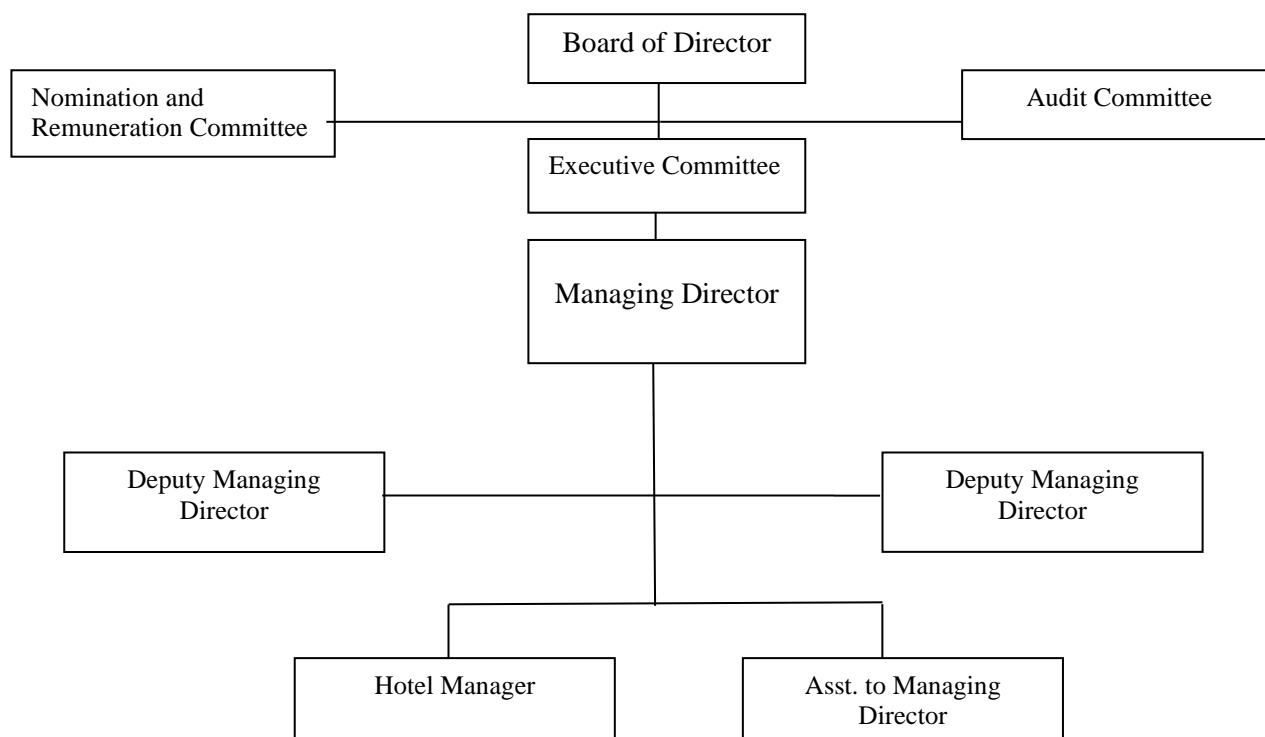 Board of Director
Nomination and
Remuneration Committee
Audit Committee
Executive Committee
Managing Director
Deputy Managing
Director
Deputy Managing
Director
Hotel Manager
Asst. to Managing
Director